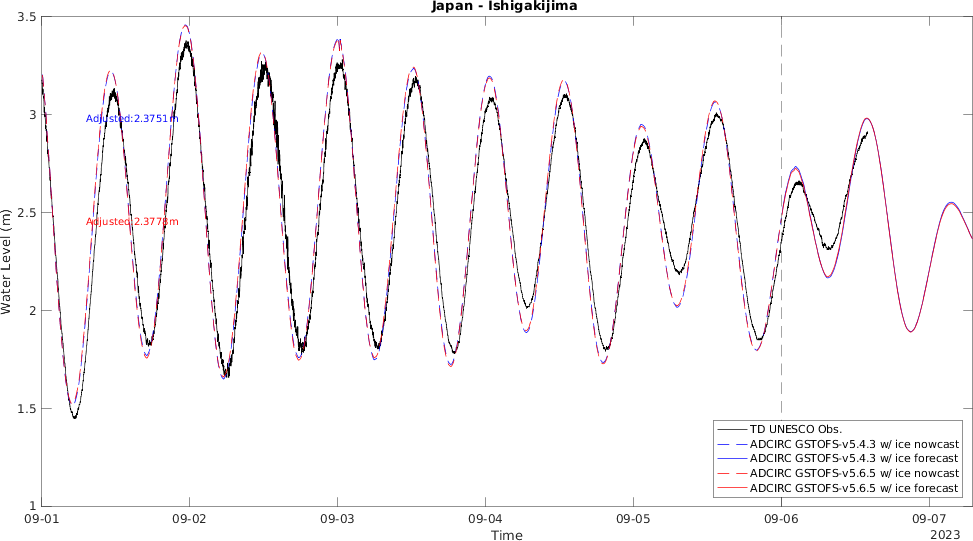 Japan - Ishigakijima
3.5
3
2.5
2
1.5
1
Water Level (m)
Adjusted:2.3751m
Adjusted:2.3778m
TD UNESCO Obs.
ADCIRC GSTOFS-v5.4.3 w/ ice nowcast
ADCIRC GSTOFS-v5.4.3 w/ ice forecast
ADCIRC GSTOFS-v5.6.5 w/ ice nowcast
ADCIRC GSTOFS-v5.6.5 w/ ice forecast
09-01 09-02 09-03 09-04 09-05 09-06 09-07
Time
2023